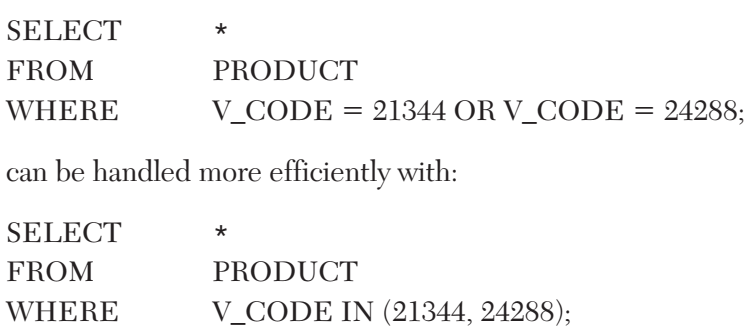 SELECT *
FROM PRODUCT
WHERE V_CODE = 21344 OR V_CODE = 24288;
can be handled more efficiently with:
SELECT *
FROM PRODUCT
WHERE V_CODE IN (21344, 24288);